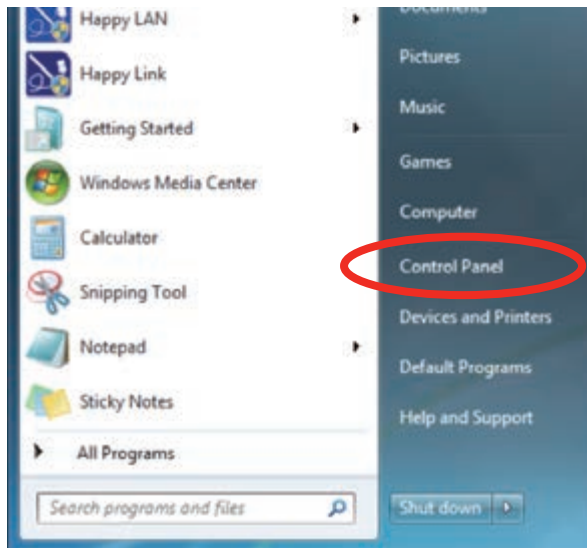 Happy LAN
Happy Link
Getting Started
Windows Media Center
Calculator
Snipping Tool
Notepad
Sticky Notes
All Programs
Search programs and files
Documents
Pictures
Music
Games
Computer
Control Panel
Devices and Printers
Default Programs
Help and Support
Shut down